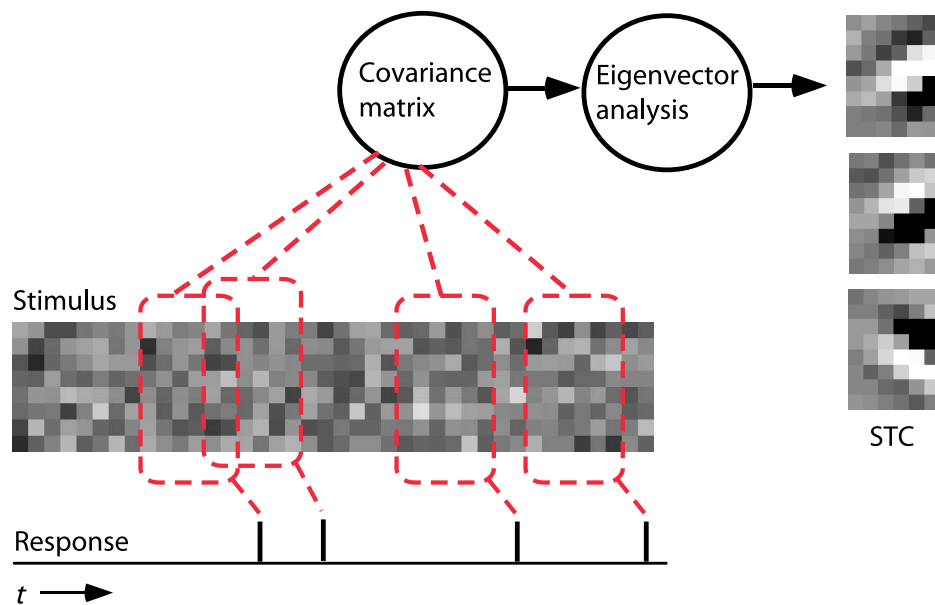 Covariance
matrix
Eigenvector
analysis
Stimulus
STC
Response
t